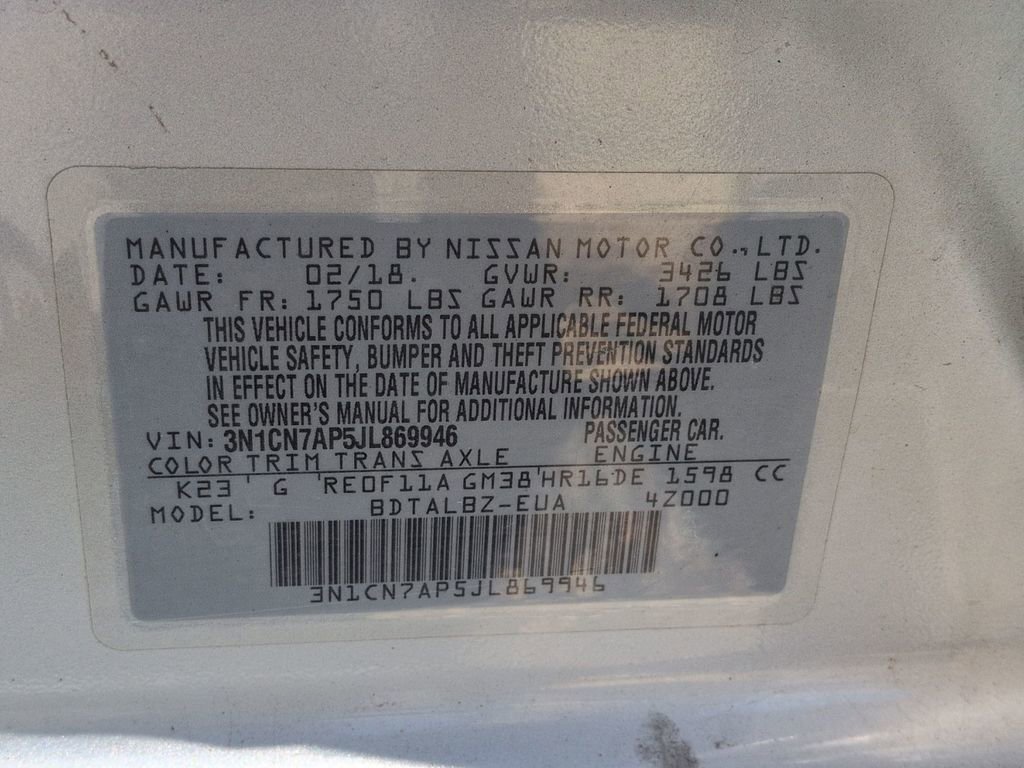 MANUFACTURED BY NISSAN MOTOR CO.,LTD.
DATE: 02/18. GVWR: 3426 LBS
GAWR FR: 1750 LBS GAWR RR: 1708 LBS
THIS VEHICLE CONFORMS TO ALL APPLICABLE FEDERAL MOTOR
VEHICLE SAFETY, BUMPER AND THEFT PREVENTION STANDARDS
IN EFFECT ON THE DATE OF MANUFACTURE SHOWN ABOVE.
SEE OWNER'S MANUAL FOR ADDITIONAL INFORMATION.
VIN: 3N1CN7AP5JL869946 PASSENGER CAR.
COLOR TRIM TRANS AXLE ENGINE
K23 ' G 'RE0F11A GM38'HR16DE 1598 CC
MODEL: BDTALBZ-EUA 4Z000
3N1CN7AP5JL869946